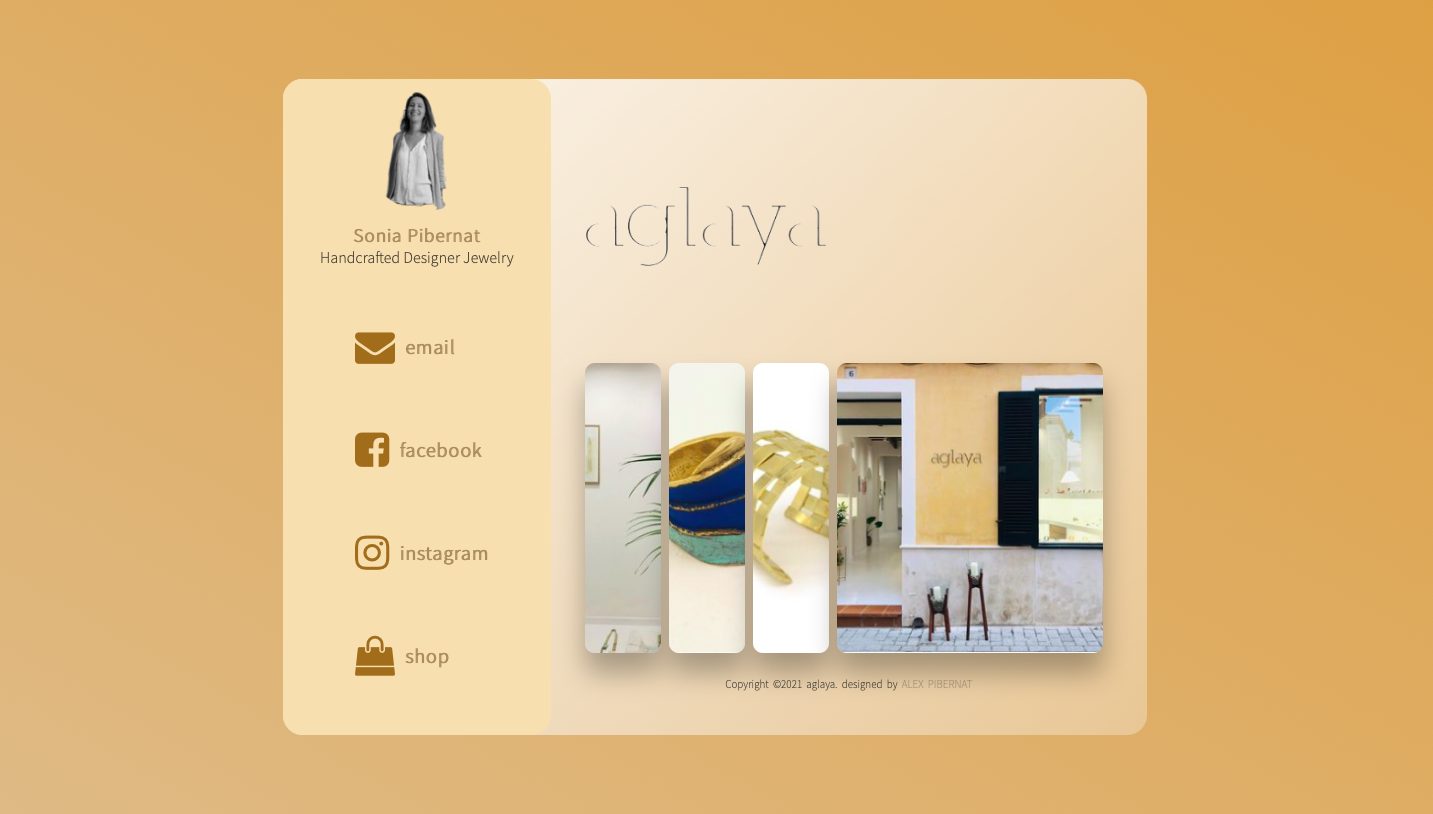 Sonia Pibernat
Handcrafted Designer Jewelry
email
facebook
instagram
shop
aglaya
6
aglaya
Copyright ©2021 aglaya. designed by ALEX PIBERNAT